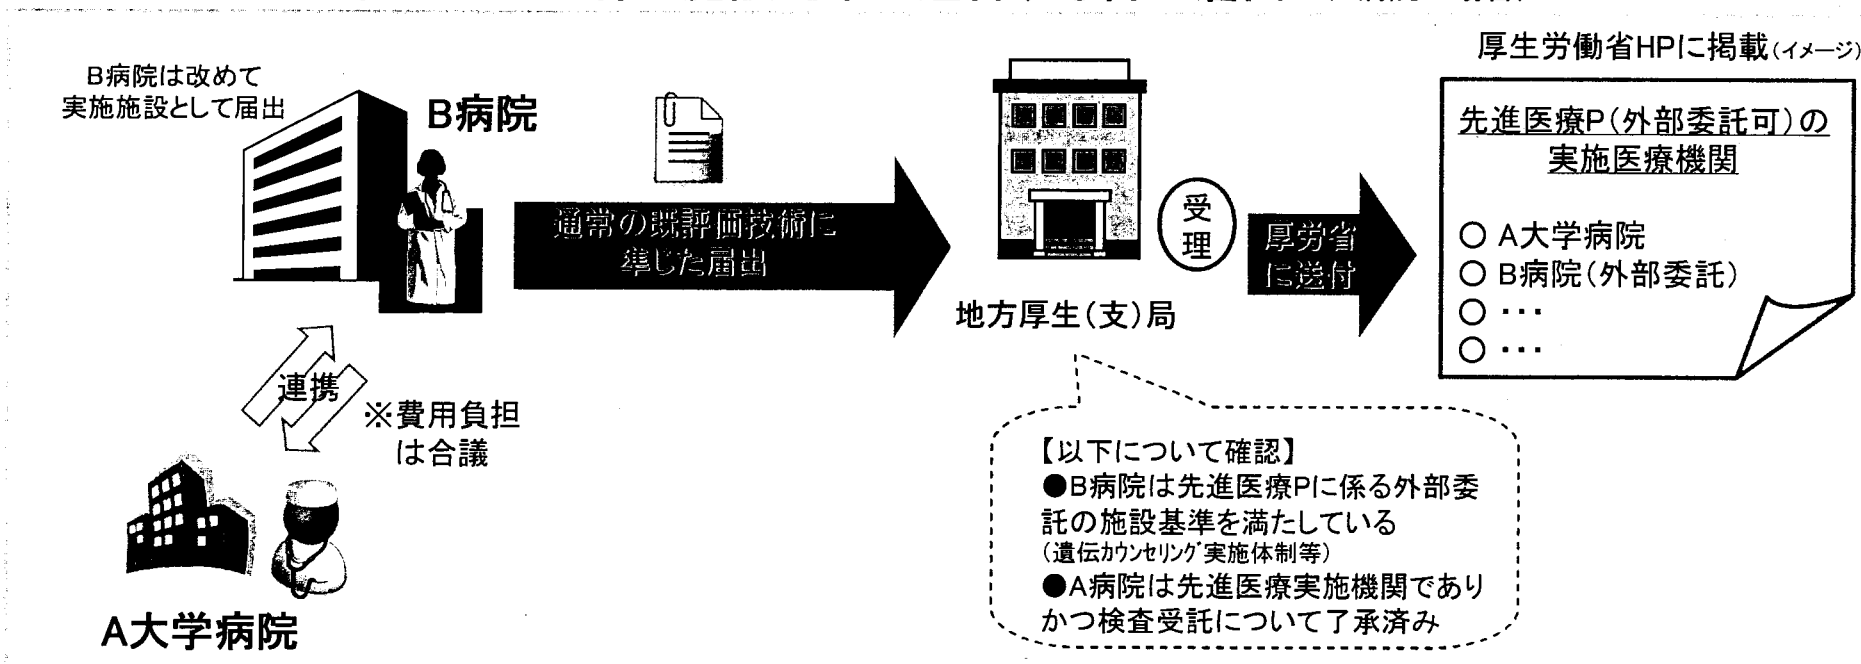 B病院は改めて
実施施設として届出
B病院
通常の既評価技術に
準じた届出
地方厚生(支)局
受
理
厚労省
に送付
厚生労働省HPに掲載(イメージ)
先進医療P(外部委託可)の
実施医療機関
○ A大学病院
○ B病院(外部委託)
○ ・・・
○ ・・・
連携
※費用負担
は合議
A大学病院
【以下について確認】
●B病院は先進医療Pに係る外部委
託の施設基準を満たしている
(遺伝カウンセリング実施体制等)
●A病院は先進医療実施機関であり
かつ検査受託について了承済み